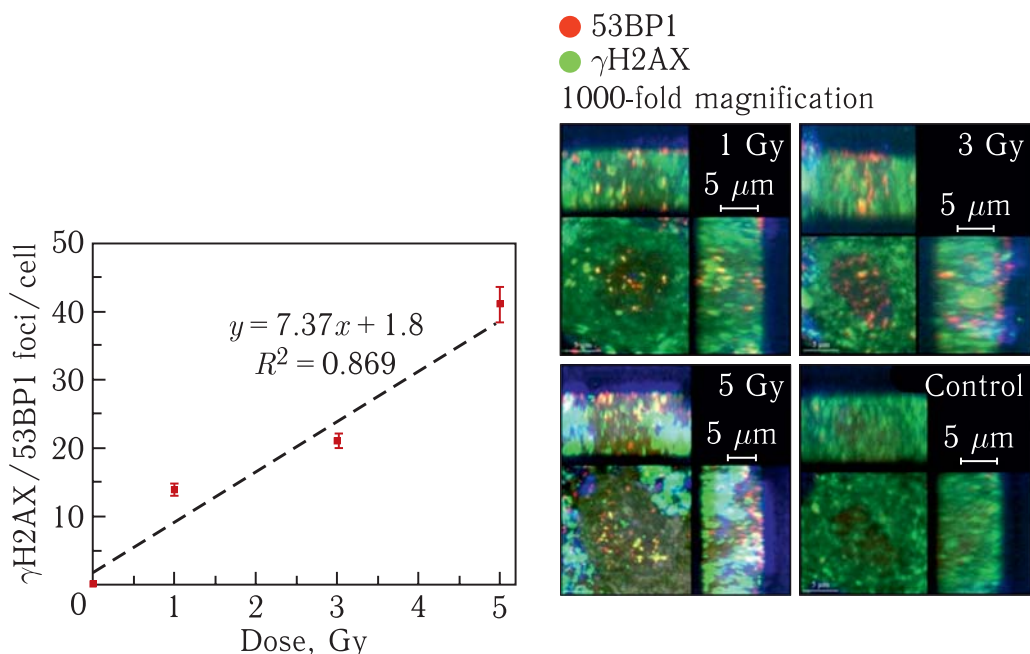 53BP1
γH2AX
1000-fold magnification
1 Gy
5 μm
3 Gy
5 μm
5 Gy
5 μm
Control
5 μm
γH2AX/53BP1 foci/cell
50
40
30
20
10
0
y = 7.37x + 1.8
R² = 0.869
1 2 3 4 5
Dose, Gy